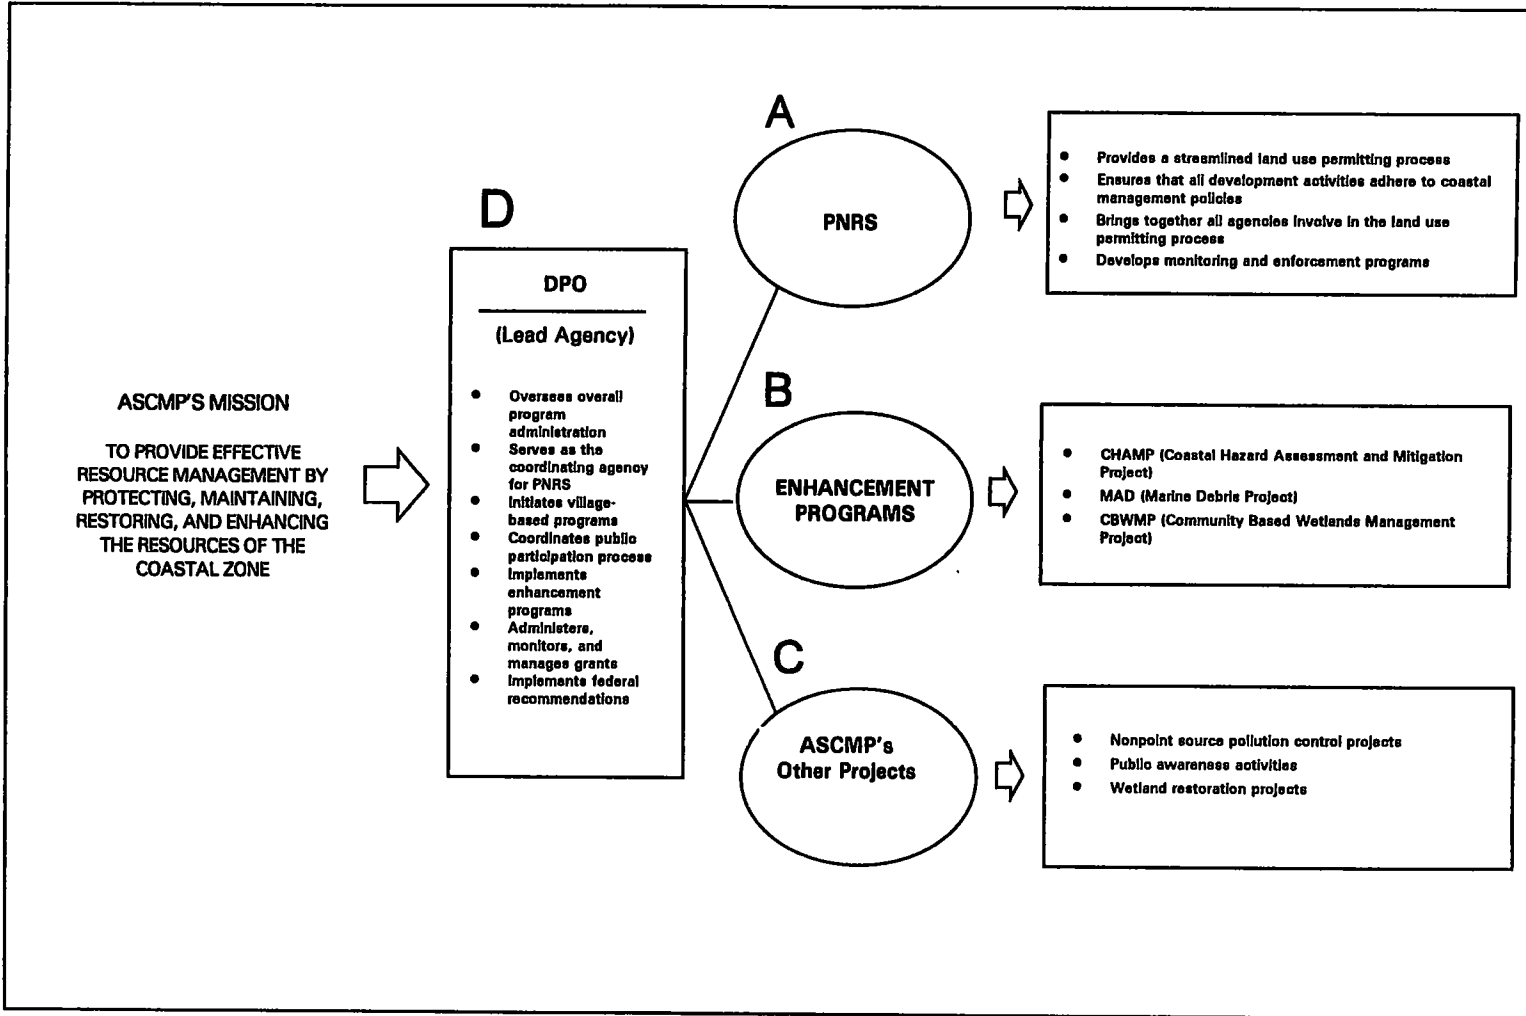 ASCMP'S MISSION
TO PROVIDE EFFECTIVE
RESOURCE MANAGEMENT BY
PROTECTING, MAINTAINING,
RESTORING, AND ENHANCING
THE RESOURCES OF THE
COASTAL ZONE
D
DPO
(Lead Agency)
● Oversees overall
program
administration
● Serves as the
coordinating agency
for PNRS
● Initiates village-
based programs
● Coordinates public
participation process
● Implements
enhancement
programs
● Administers,
monitors, and
manages grants
● Implements federal
recommendations
A
PNRS
● Provides a streamlined land use permitting process
● Ensures that all development activities adhere to coastal
management policies
● Brings together all agencies involve in the land use
permitting process
● Develops monitoring and enforcement programs
B
ENHANCEMENT
PROGRAMS
● CHAMP (Coastal Hazard Assessment and Mitigation
Project)
● MAD (Marine Debris Project)
● CBWMP (Community Based Wetlands Management
Project)
C
ASCMP's
Other Projects
● Nonpoint source pollution control projects
● Public awareness activities
● Wetland restoration projects